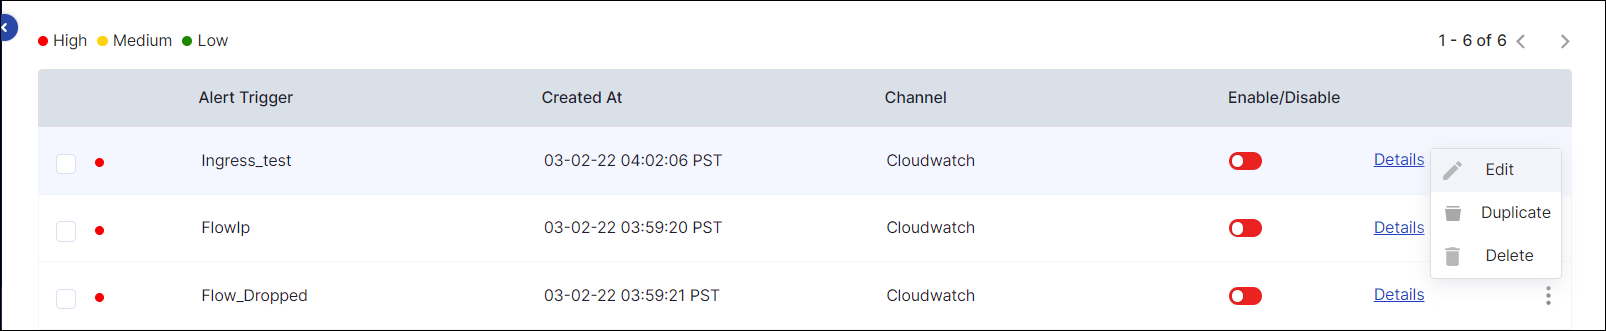 High Medium Low 1 - 6 of 6
Alert Trigger Created At Channel Enable/Disable
Ingress_test 03-02-22 04:02:06 PST Cloudwatch Details
Edit
Duplicate
FlowIp 03-02-22 03:59:20 PST Cloudwatch Details
Delete
Flow_Dropped 03-02-22 03:59:21 PST Cloudwatch Details